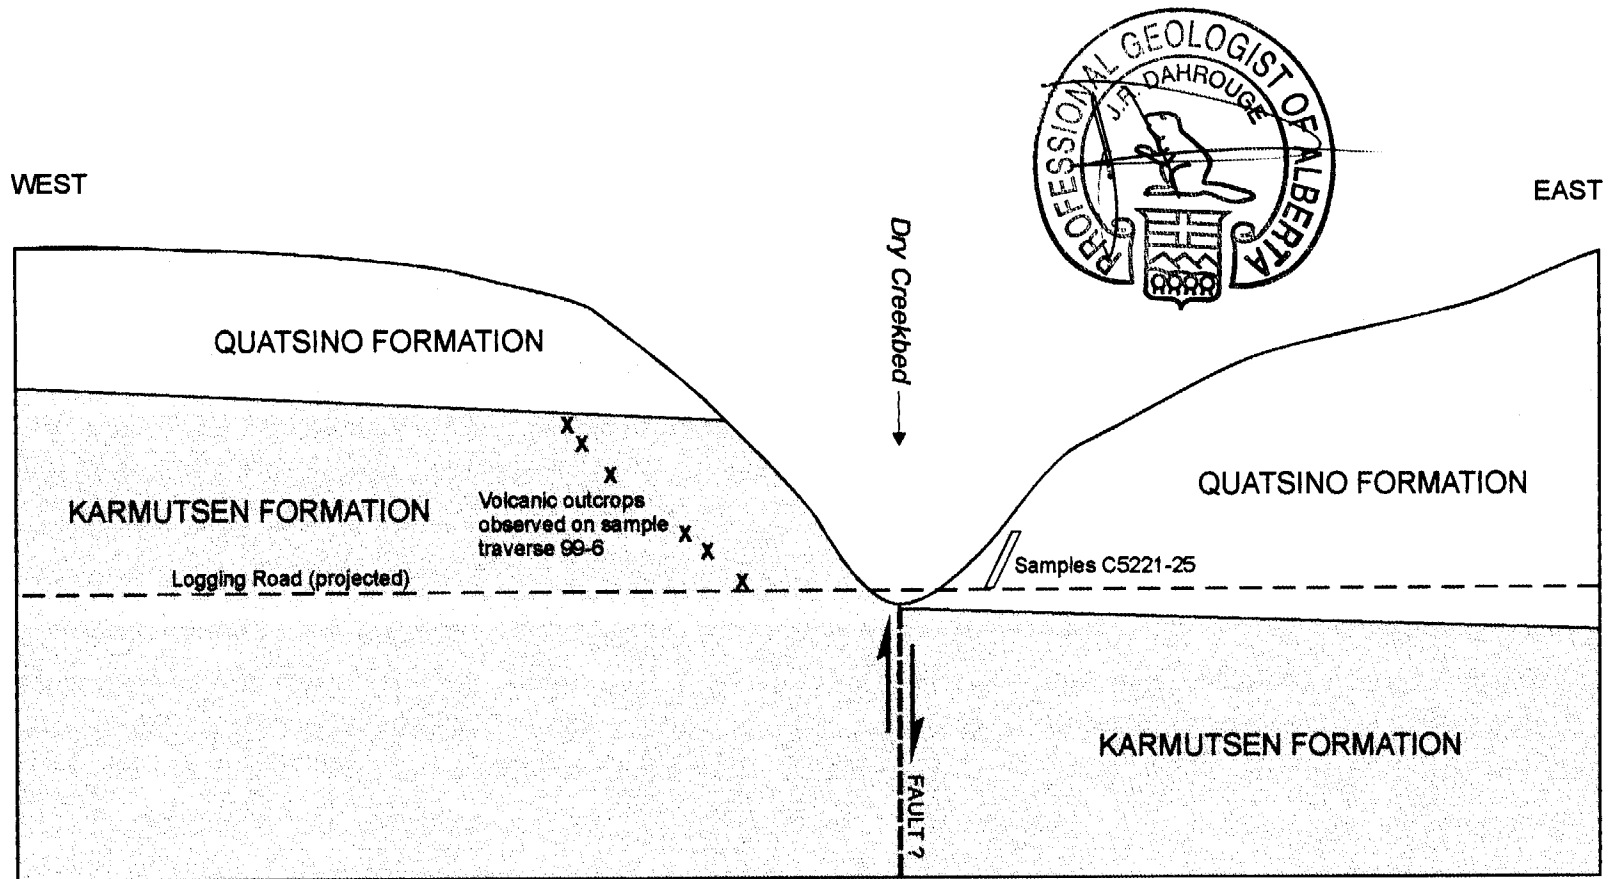 PROFESSIONAL GEOLOGIST OF ALBERTA
J.R. DAHROUGE
WEST
EAST
Dry Creekbed
QUATSINO FORMATION
QUATSINO FORMATION
KARMUTSEN FORMATION
Volcanic outcrops
observed on sample
traverse 99-6
X
X
X
X
X
X
Logging Road (projected)
Samples C5221-25
KARMUTSEN FORMATION
FAULT ?